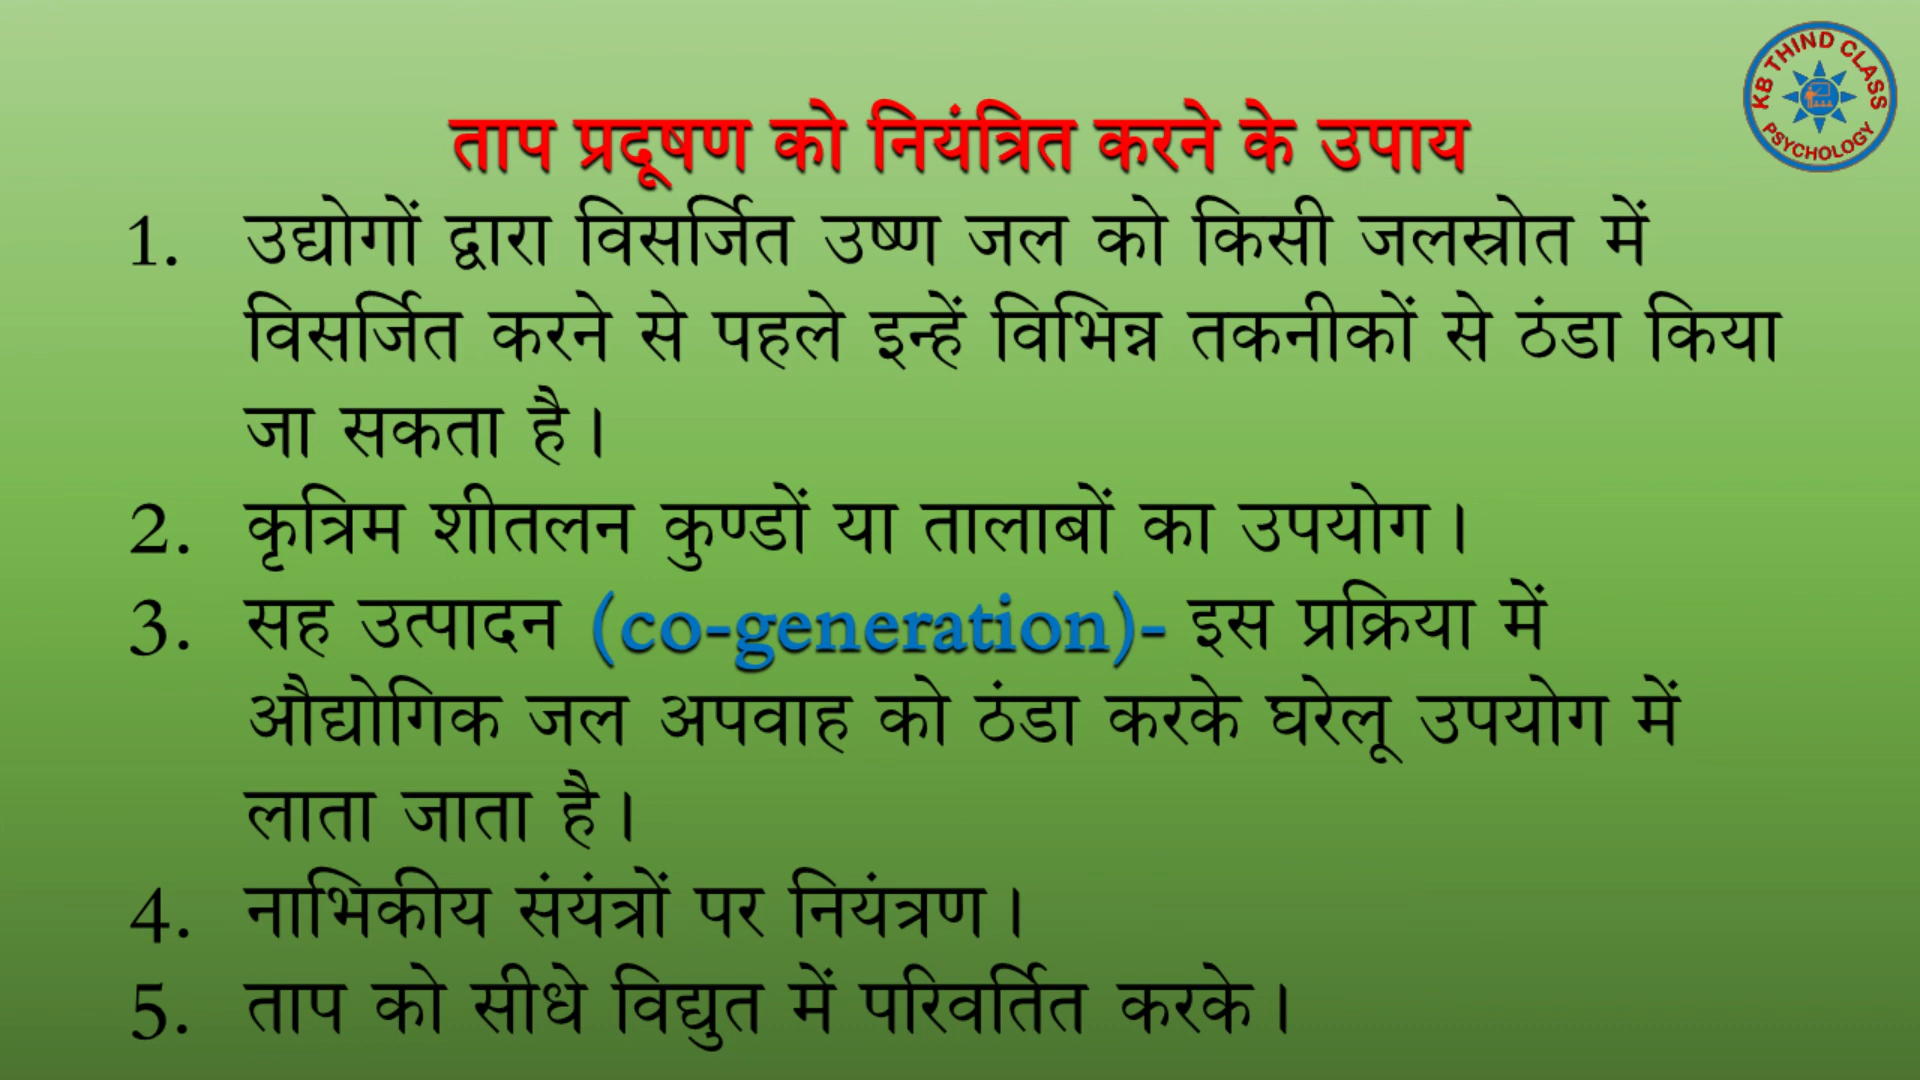 KB THIND CLASS
PSYCHOLOGY
ताप प्रदूषण को नियंत्रित करने के उपाय
1. उद्योगों द्वारा विसर्जित उष्ण जल को किसी जलस्रोत में
विसर्जित करने से पहले इन्हें विभिन्न तकनीकों से ठंडा किया
जा सकता है।
2. कृत्रिम शीतलन कुण्डों या तालाबों का उपयोग।
3. सह उत्पादन (co-generation)- इस प्रक्रिया में
औद्योगिक जल अपवाह को ठंडा करके घरेलू उपयोग में
लाता जाता है।
4. नाभिकीय संयंत्रों पर नियंत्रण।
5. ताप को सीधे विद्युत में परिवर्तित करके।